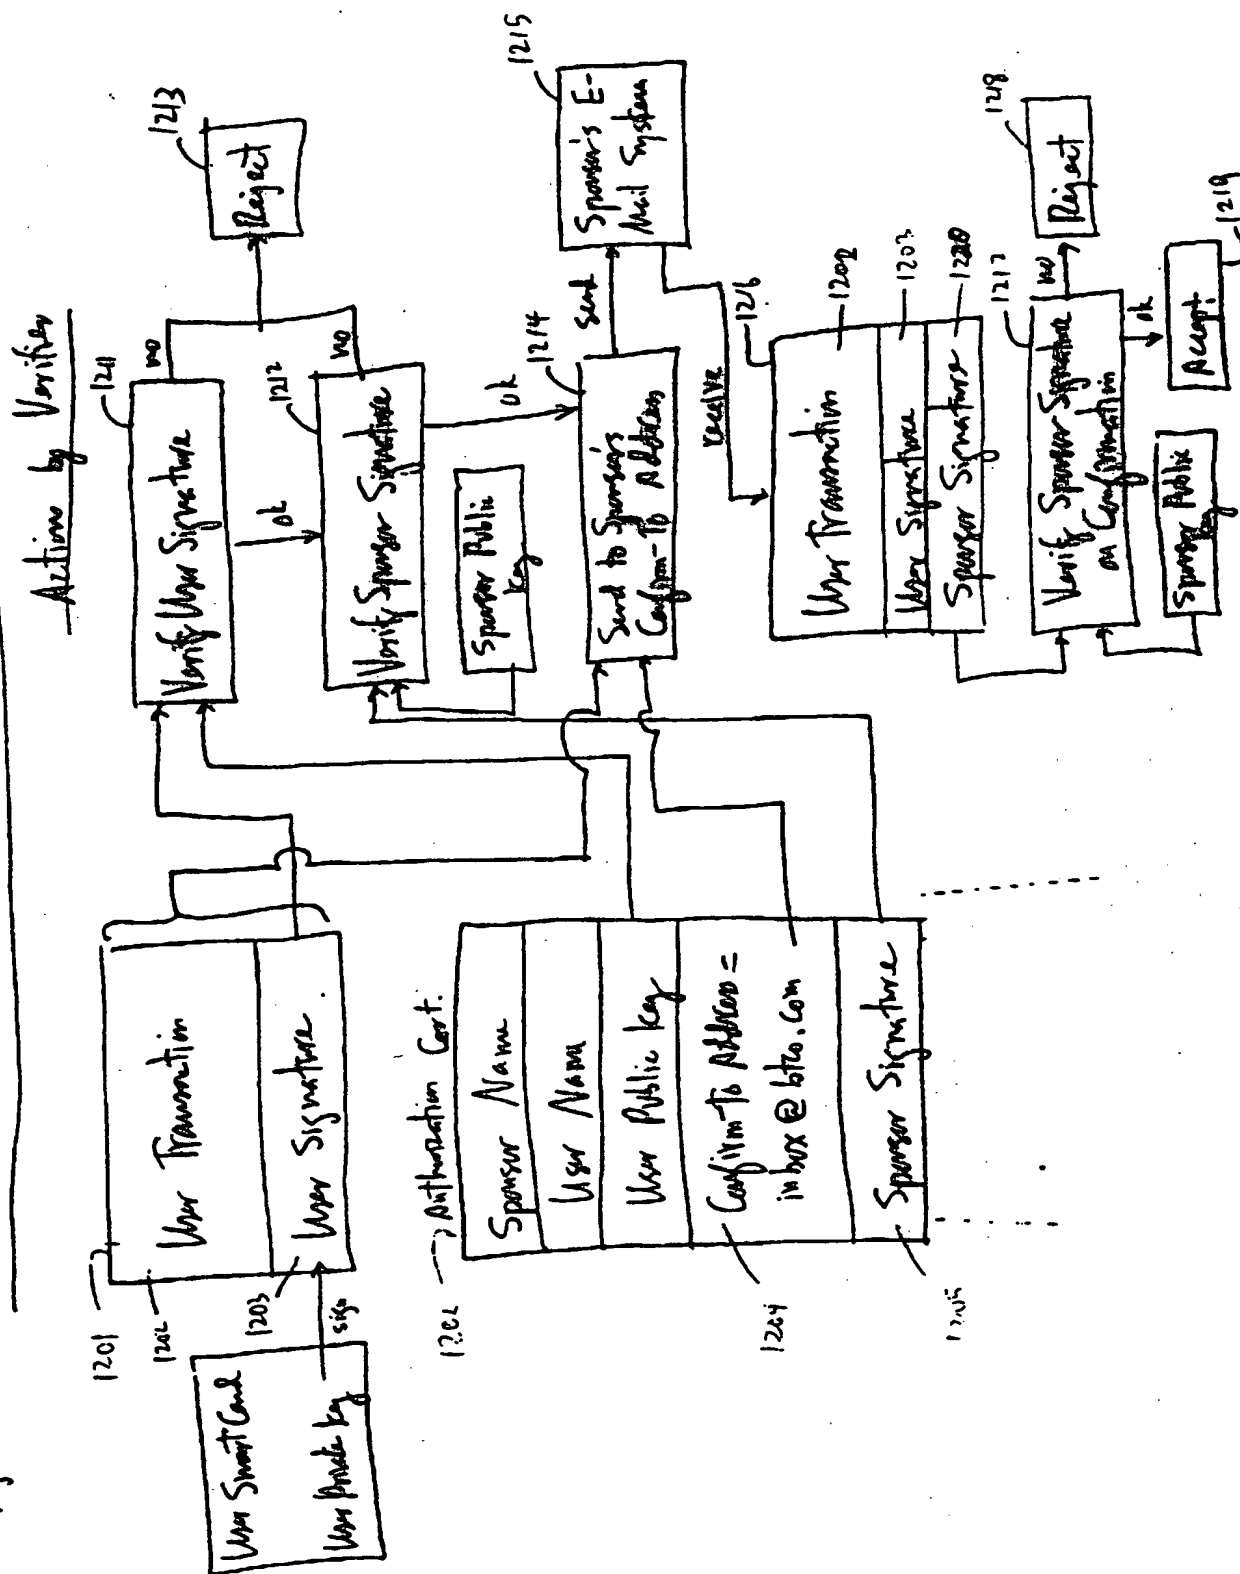 Action by Verifier
1201
1202
User Transaction
1203
User Signature
User Smart Card
User Private Key
sign
Authorization Cert.
Sponsor Name
User Name
User Public Key
Confirm-To Address =
inbox@btco.com
1204
Sponsor Signature
1211
Verify User Signature
no
ok
1213
Reject
1212
Verify Sponsor Signature
no
ok
Sponsor Public
Key
1214
Send to Sponsor's
Confirm-To Address
send
1215
Sponsor's E-
Mail System
receive
1216
User Transaction
1202
User Signature
1203
Sponsor Signature
1217
Verify Sponsor Signature
on Confirmation
no
1218
Reject
ok
Sponsor Public
Key
Accept
1219